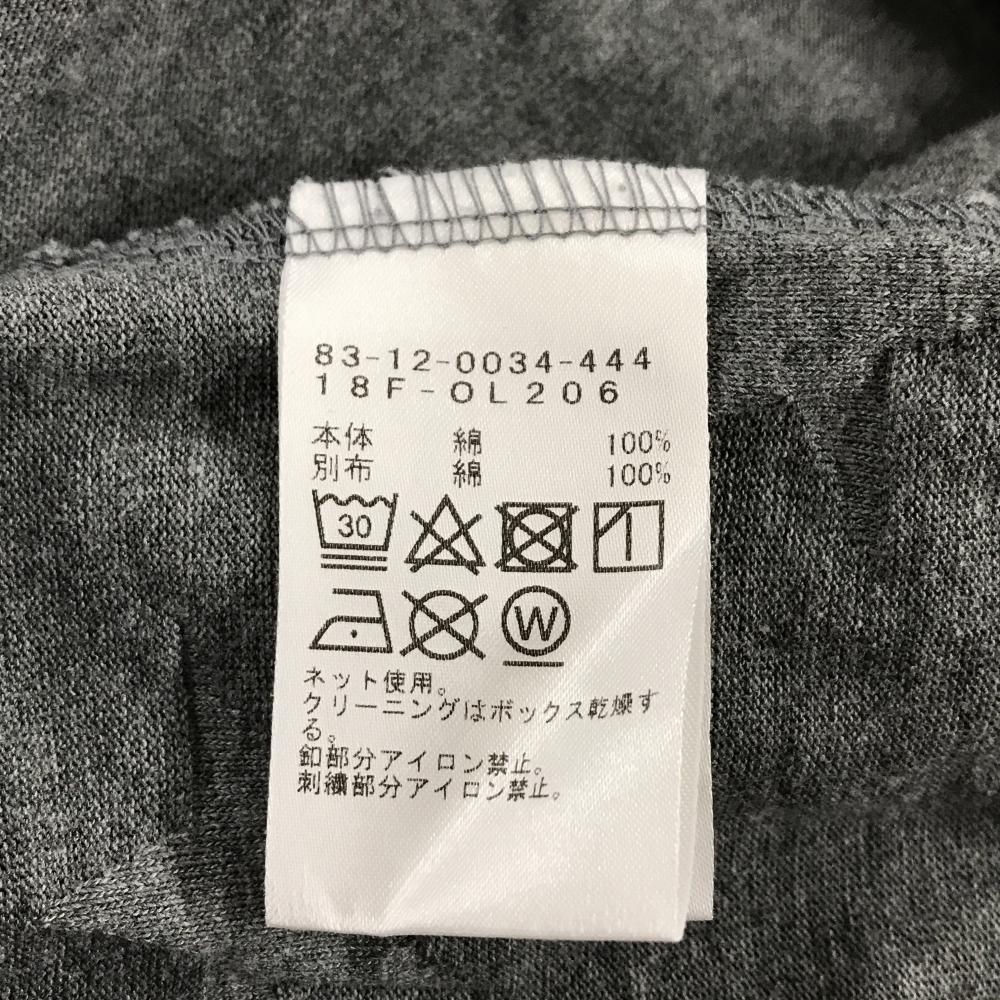 83-12-0034-444
18F-OL206
本体 綿 100%
別布 綿 100%
30
W
ネット使用。
クリーニングはボックス乾燥す
る。
釦部分アイロン禁止。
刺繍部分アイロン禁止。